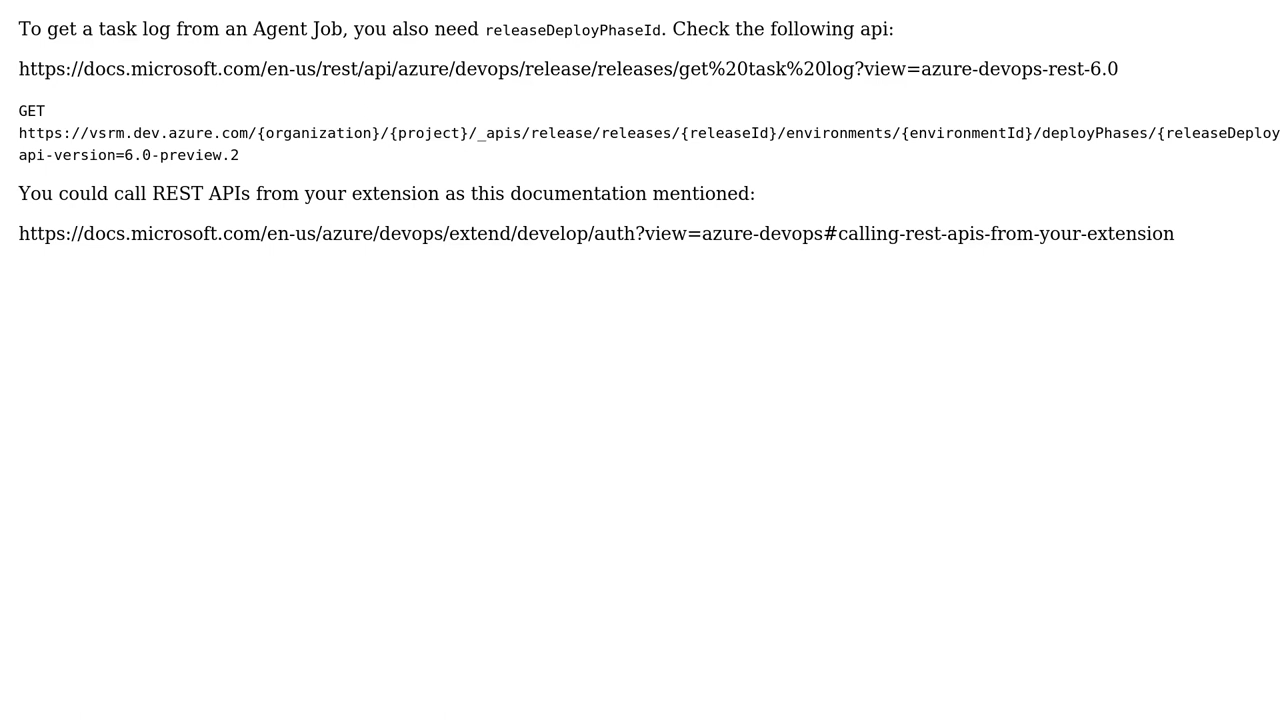 To get a task log from an Agent Job, you also need releaseDeployPhaseId. Check the following api:
https://docs.microsoft.com/en-us/rest/api/azure/devops/release/releases/get%20task%20log?view=azure-devops-rest-6.0
GET
https://vsrm.dev.azure.com/{organization}/{project}/_apis/release/releases/{releaseId}/environments/{environmentId}/deployPhases/{releaseDeploy
api-version=6.0-preview.2
You could call REST APIs from your extension as this documentation mentioned:
https://docs.microsoft.com/en-us/azure/devops/extend/develop/auth?view=azure-devops#calling-rest-apis-from-your-extension